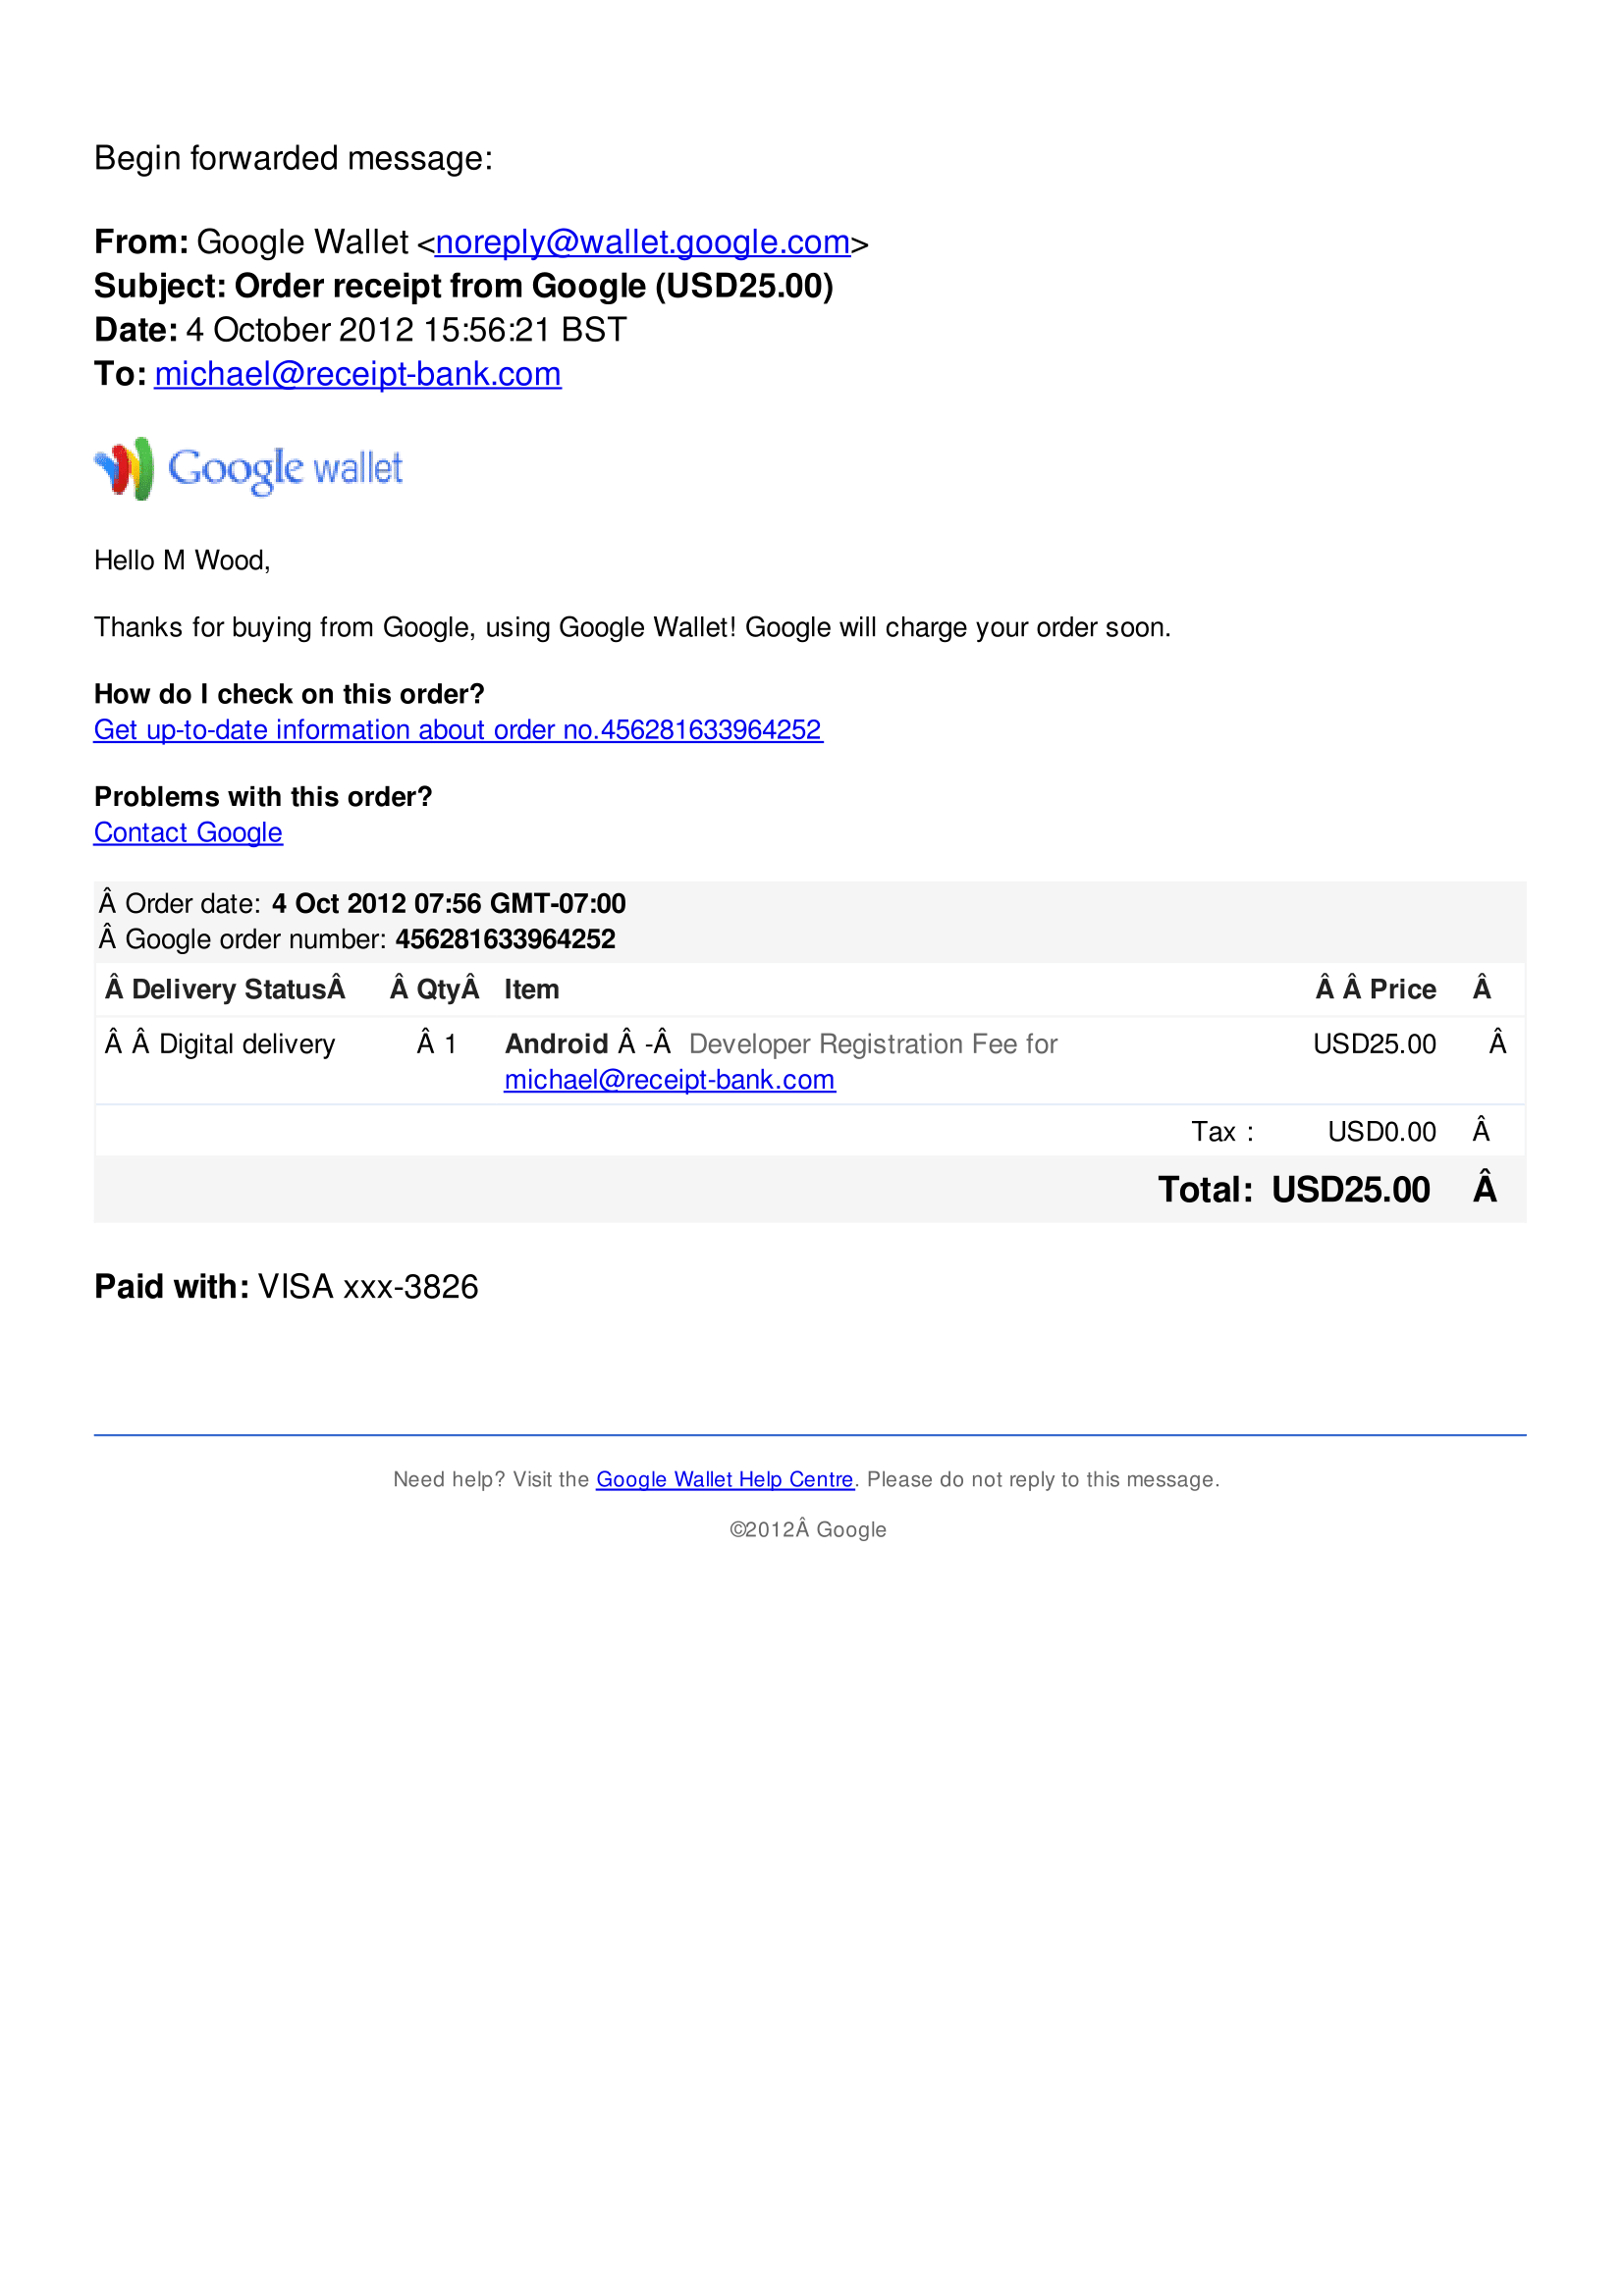 Begin forwarded message:
From: Google Wallet <noreply@wallet.google.com>
Subject: Order receipt from Google (USD25.00)
Date: 4 October 2012 15:56:21 BST
To: michael@receipt-bank.com
Google wallet
Hello M Wood,
Thanks for buying from Google, using Google Wallet! Google will charge your order soon.
How do I check on this order?
Get up-to-date information about order no.456281633964252
Problems with this order?
Contact Google
Â Order date: 4 Oct 2012 07:56 GMT-07:00
Â Google order number: 456281633964252
Â Delivery StatusÂ Â QtyÂ Item Â Â Price Â
Â Â Digital delivery Â 1 Android Â -Â Developer Registration Fee for USD25.00 Â
michael@receipt-bank.com
Tax : USD0.00 Â
Total: USD25.00 Â
Paid with: VISA xxx-3826
Need help? Visit the Google Wallet Help Centre. Please do not reply to this message.
©2012Â Google